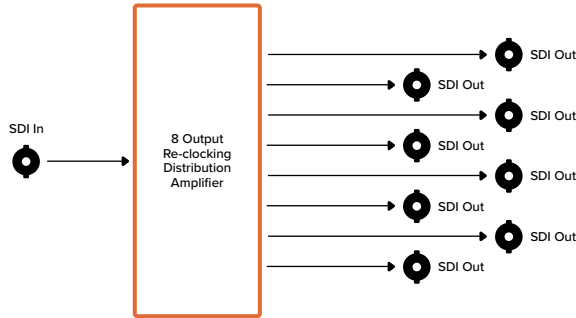 SDI In
8 Output
Re-clocking
Distribution
Amplifier
SDI Out
SDI Out
SDI Out
SDI Out
SDI Out
SDI Out
SDI Out
SDI Out